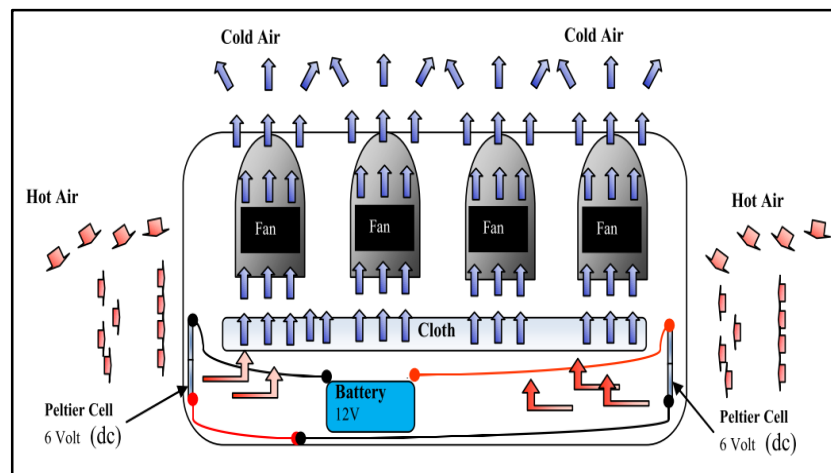 Cold Air
Cold Air
Hot Air
Hot Air
Fan
Fan
Fan
Fan
Cloth
Battery
12V
Peltier Cell
6 Volt (dc)
Peltier Cell
6 Volt (dc)